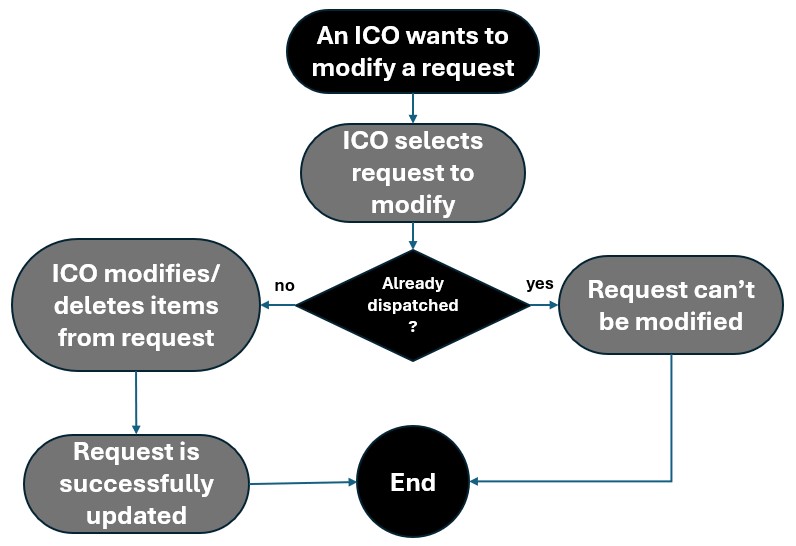 An ICO wants to
modify a request
ICO selects
request to
modify
Already
dispatched
?
no
yes
ICO modifies/
deletes items
from request
Request can’t
be modified
Request is
successfully
updated
End